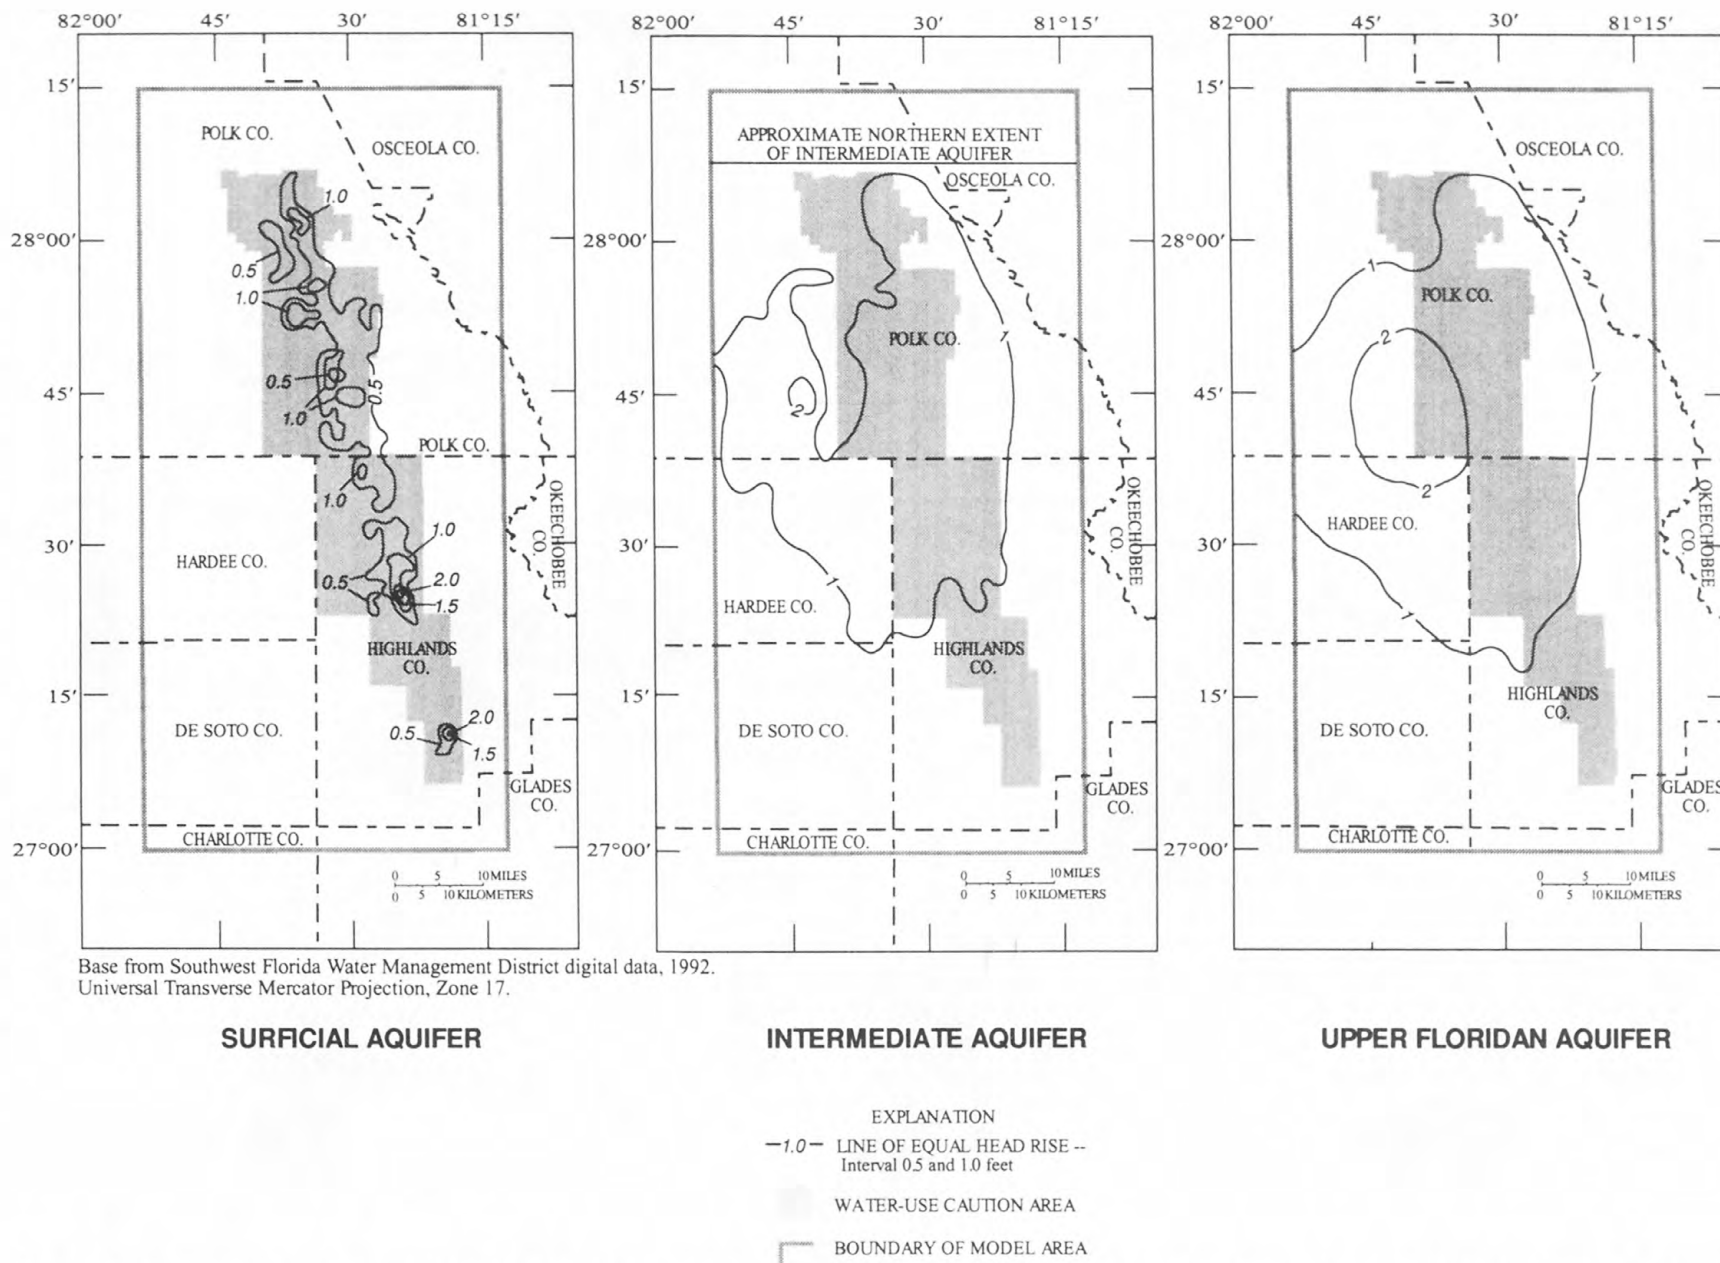 82°00′ 45′ 30′ 81°15′
15′
28°00′
45′
30′
15′
27°00′
POLK CO.
OSCEOLA CO.
1.0
0.5
1.0
0.5
0.5
1.0
POLK CO.
1.0
OKEECHOBEE CO.
1.0
HARDEE CO.
0.5
2.0
1.5
HIGHLANDS CO.
DE SOTO CO.
0.5
2.0
1.5
GLADES CO.
CHARLOTTE CO.
0 5 10 MILES
0 5 10 KILOMETERS
82°00′ 45′ 30′ 81°15′
15′
28°00′
45′
30′
15′
27°00′
APPROXIMATE NORTHERN EXTENT
OF INTERMEDIATE AQUIFER
OSCEOLA CO.
POLK CO.
1
2
OKEECHOBEE CO.
1
HARDEE CO.
HIGHLANDS CO.
DE SOTO CO.
GLADES CO.
CHARLOTTE CO.
0 5 10 MILES
0 5 10 KILOMETERS
82°00′ 45′ 30′ 81°15′
15′
28°00′
45′
30′
15′
27°00′
OSCEOLA CO.
1
POLK CO.
2
1
2
HARDEE CO.
OKEECHOBEE CO.
1
HIGHLANDS CO.
DE SOTO CO.
GLADES CO.
CHARLOTTE CO.
0 5 10 MILES
0 5 10 KILOMETERS
Base from Southwest Florida Water Management District digital data, 1992.
Universal Transverse Mercator Projection, Zone 17.
SURFICIAL AQUIFER
INTERMEDIATE AQUIFER
UPPER FLORIDAN AQUIFER
EXPLANATION
—1.0— LINE OF EQUAL HEAD RISE --
Interval 0.5 and 1.0 feet
WATER-USE CAUTION AREA
BOUNDARY OF MODEL AREA